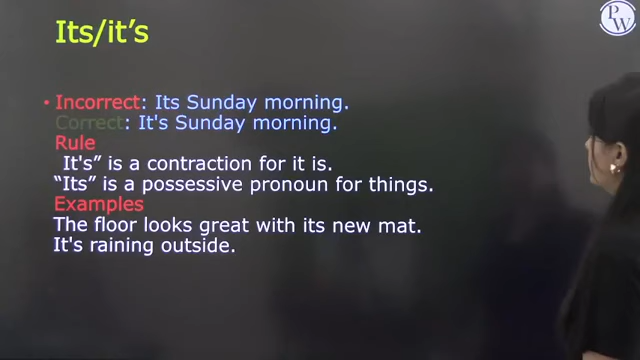 Its/it's
P
W
• Incorrect: Its Sunday morning.
Correct: It's Sunday morning.
Rule
It's” is a contraction for it is.
“Its” is a possessive pronoun for things.
Examples
The floor looks great with its new mat.
It's raining outside.